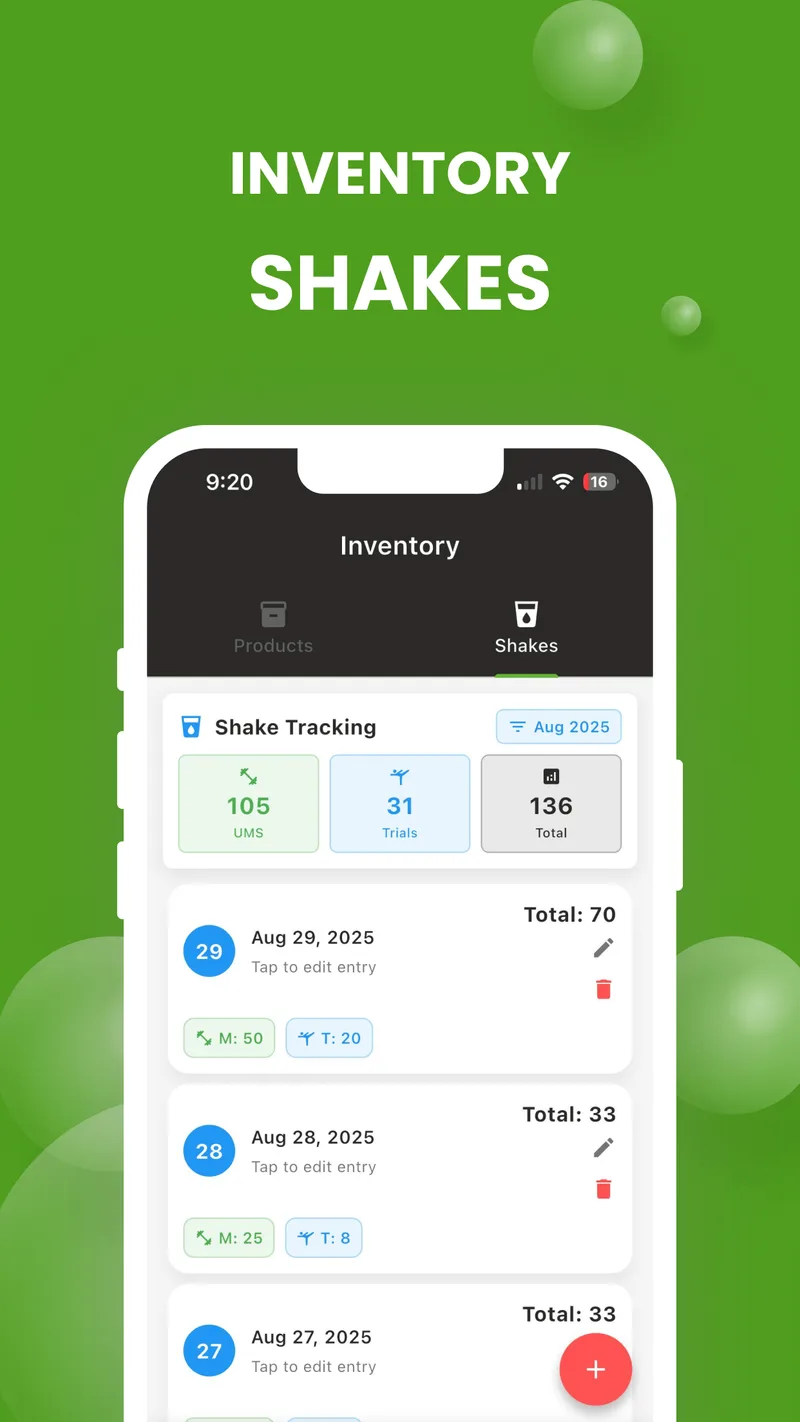 INVENTORY
SHAKES
9:20
16
Inventory
Products
Shakes
Shake Tracking
Aug 2025
105
UMS
31
Trials
136
Total
Total: 70
29
Aug 29, 2025
Tap to edit entry
M: 50
T: 20
Total: 33
28
Aug 28, 2025
Tap to edit entry
M: 25
T: 8
Total: 33
27
Aug 27, 2025
Tap to edit entry
+